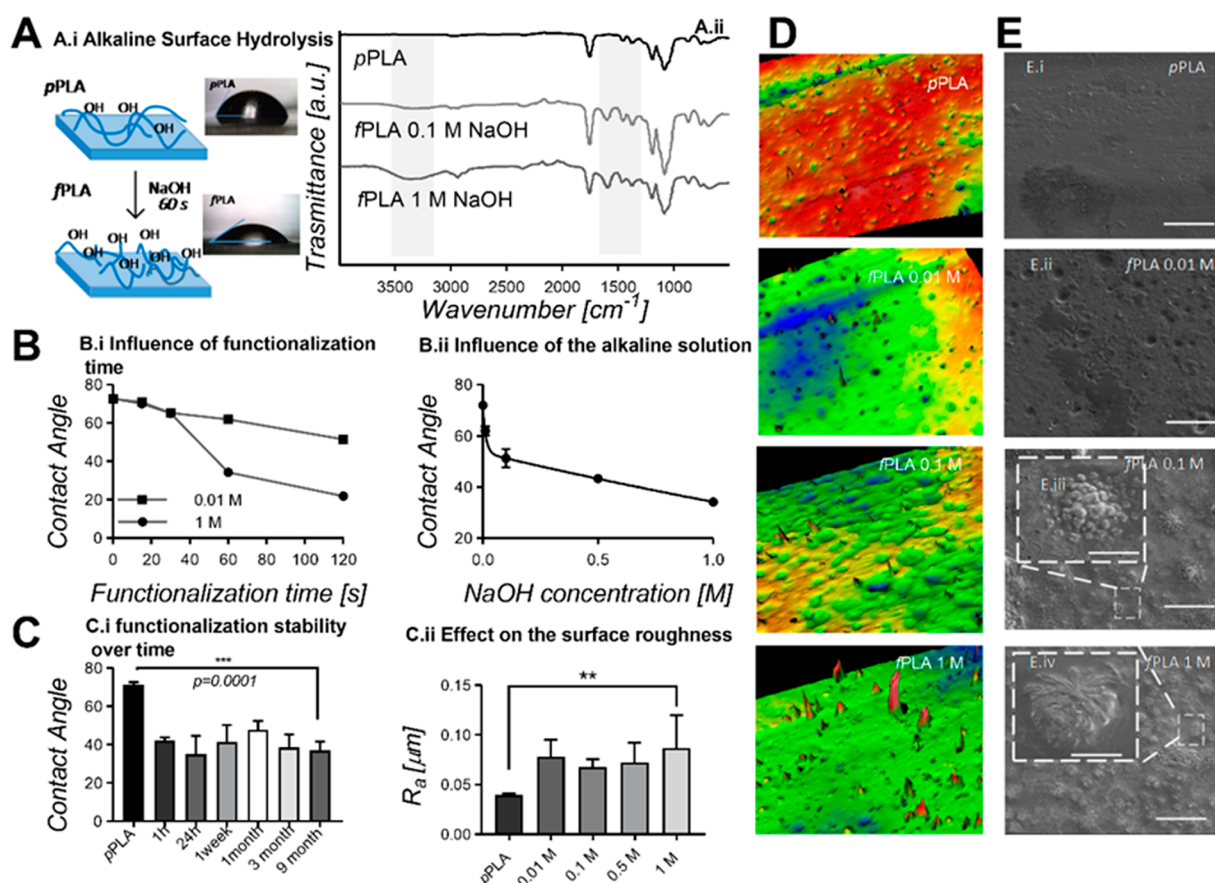 A
A.i Alkaline Surface Hydrolysis
pPLA
OH OH
OH
pPLA
fPLA
NaOH
60 s
fPLA
OH OH OH
OH OH OH OH
Trasmittance [a.u.]
A.ii
pPLA
fPLA 0.1 M NaOH
fPLA 1 M NaOH
3500 3000 2500 2000 1500 1000
Wavenumber [cm-1]
B
B.i Influence of functionalization
time
Contact Angle
80
60
40
20
0
0.01 M
1 M
0 20 40 60 80 100 120
Functionalization time [s]
B.ii Influence of the alkaline solution
Contact Angle
80
60
40
20
0.0 0.5 1.0
NaOH concentration [M]
C
C.i functionalization stability
over time
***
p=0.0001
Contact Angle
80
60
40
20
0
pPLA 1h 24h 1week 1month 3 month 9 month
C.ii Effect on the surface roughness
**
Ra [μm]
0.15
0.10
0.05
0.00
pPLA 0.01 M 0.1 M 0.5 M 1 M
D
pPLA
fPLA 0.01 M
fPLA 0.1 M
fPLA 1 M
E
E.i pPLA
E.ii fPLA 0.01 M
E.iii fPLA 0.1 M
E.iv fPLA 1 M